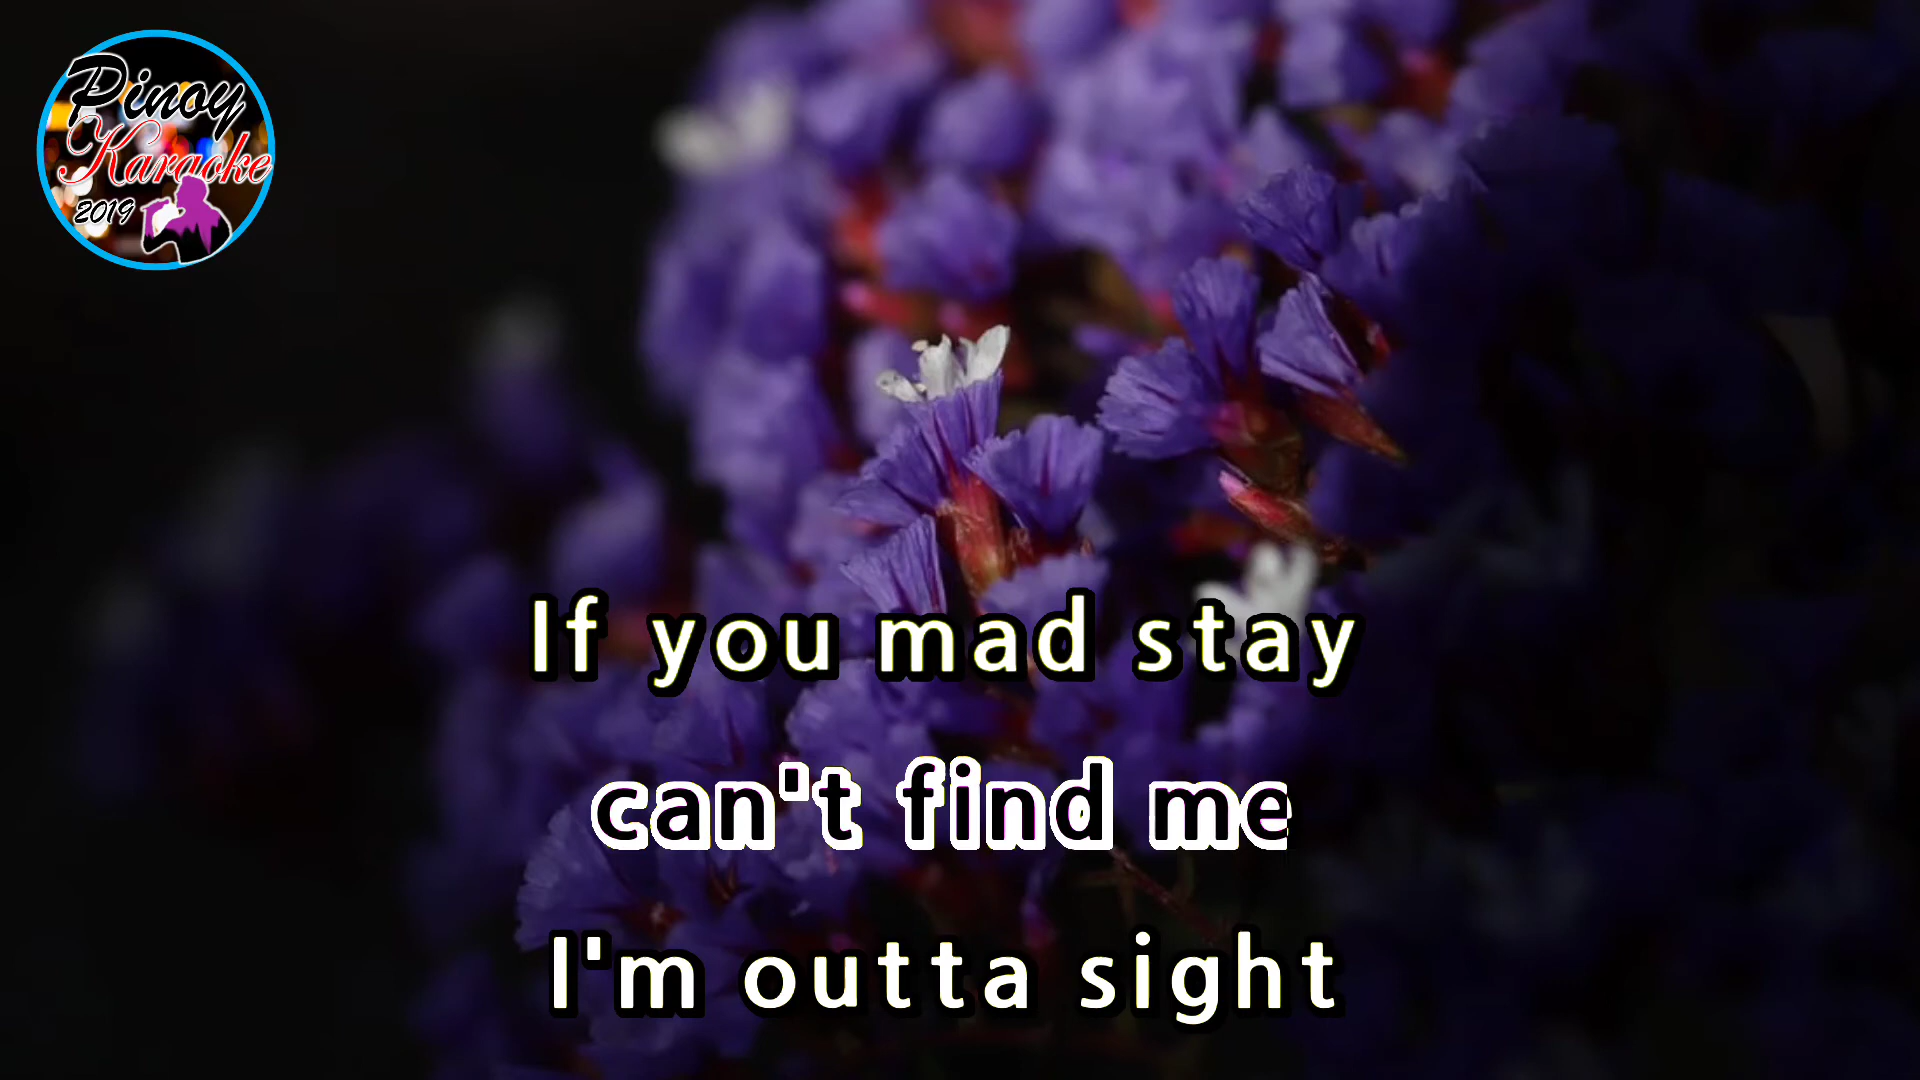 Pinoy
Karaoke
2019
If you mad stay
can't find me
I'm outta sight